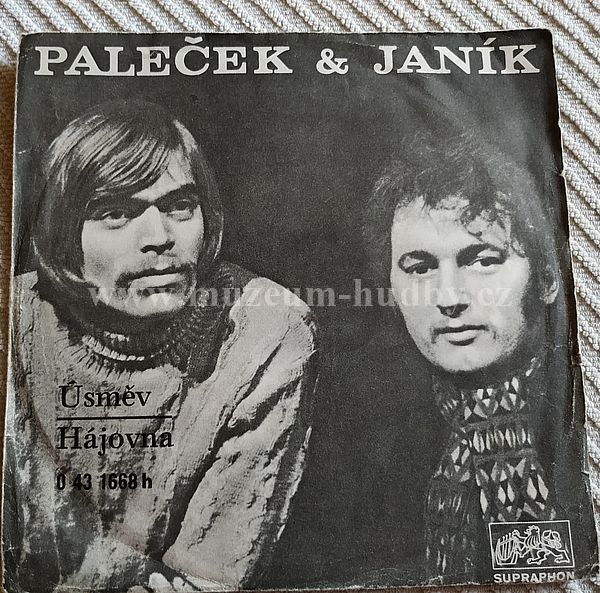 PALEČEK & JANÍK
www.muzeum-hudby.cz
Úsměv
Hájovna
0 43 1668 h
SUPRAPHON